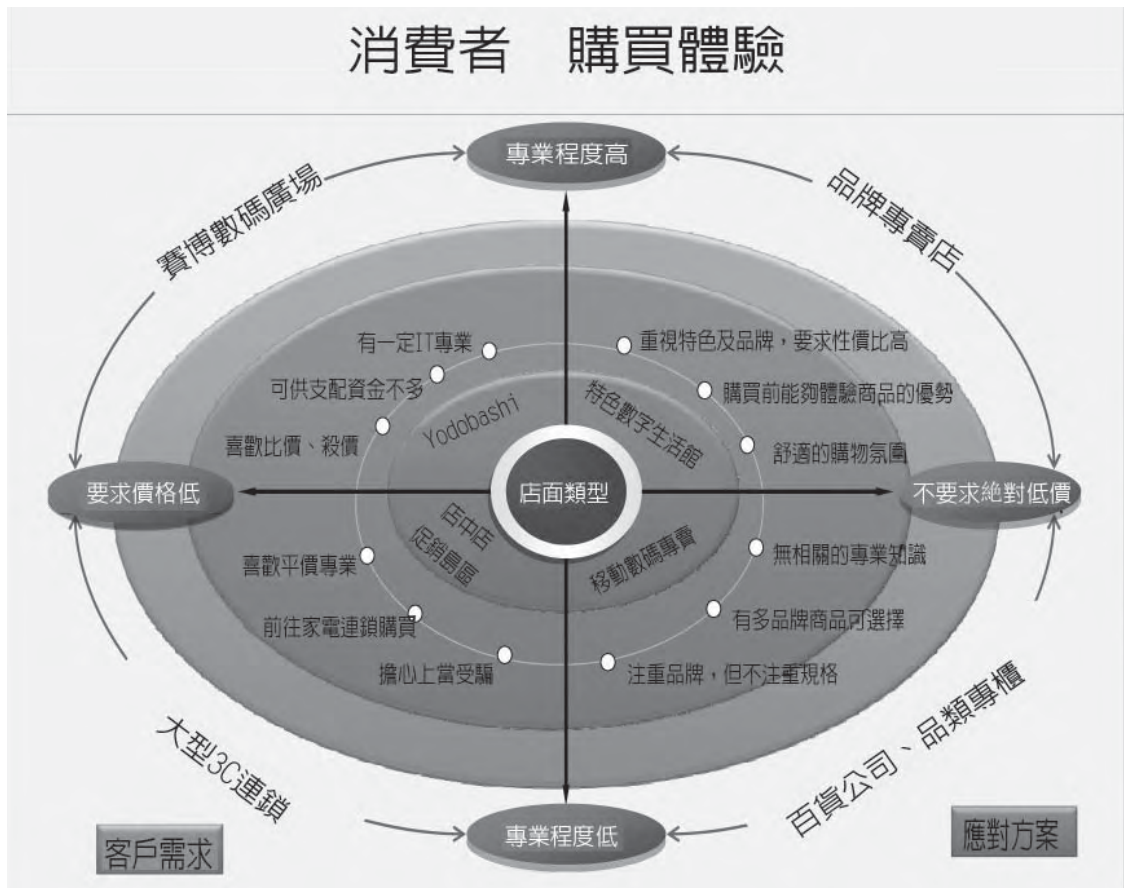 消費者 購買體驗
專業程度高
賽博數碼廣場
品牌專賣店
有一定IT專業
重視特色及品牌，要求性價比高
可供支配資金不多
購買前能夠體驗商品的優勢
喜歡比價、殺價
舒適的購物氛圍
Yodobashi
特色數字生活館
要求價格低
店面類型
不要求絕對低價
店中店
促銷島區
移動數碼專賣
喜歡平價專業
無相關的專業知識
前往家電連鎖購買
有多品牌商品可選擇
擔心上當受騙
注重品牌，但不注重規格
大型3C連鎖
百貨公司、品類專櫃
專業程度低
客戶需求
應對方案